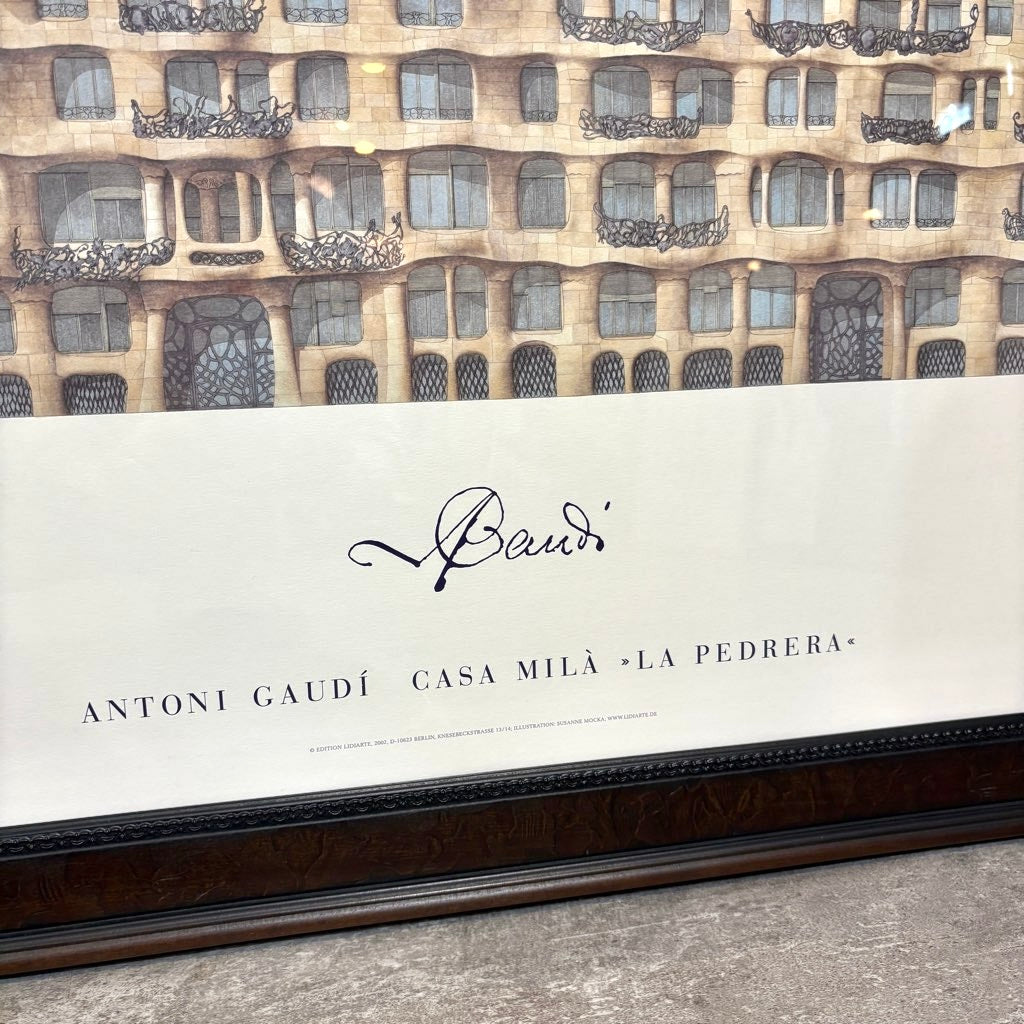 Gaudí
ANTONI GAUDÍ CASA MILÀ »LA PEDRERA«
© EDITION LIDIARTE, 2002, D-10623 BERLIN, KNESEBECKSTRASSE 13/14; ILLUSTRATION: SUSANNE MOCKA; WWW.LIDIARTE.DE